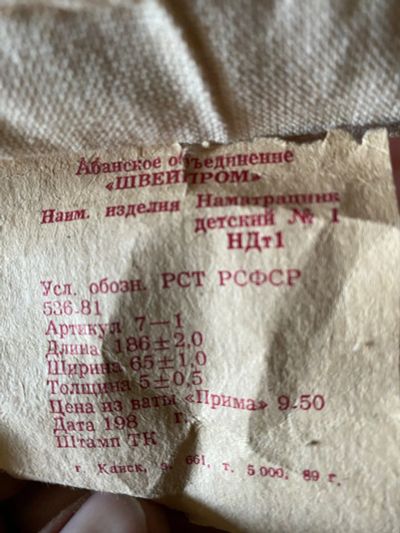 Абанское объединение
«ШВЕЙПРОМ»
Наим. изделия Наматрацник
детский № 1
НДт1
Усл. обозн. РСТ РСФСР
536-81
Артикул 7—1
Длина 186±2,0
Ширина 65±1,0
Толщина 5±0,5
Цена из ваты «Прима» 9-50
Дата 198 г.
Штамп ТК
г. Канск, з. 661, т. 5 000, 89 г.